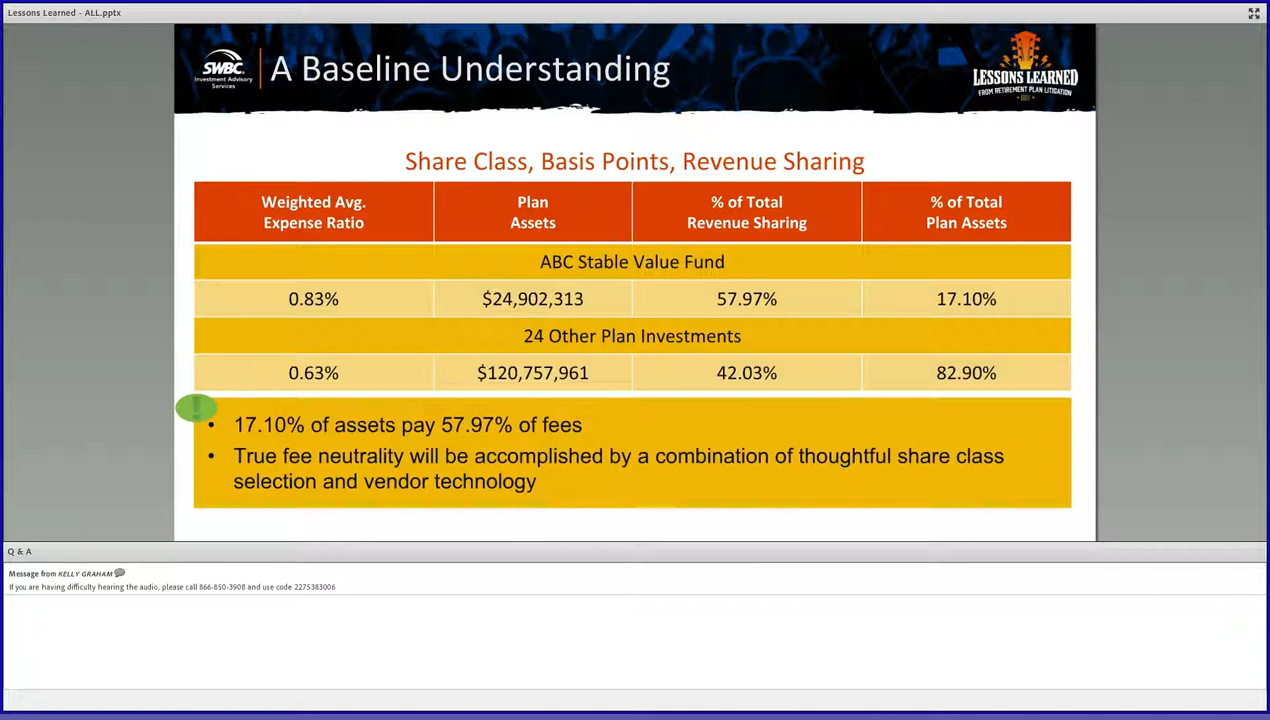 Lessons Learned - ALL.pptx
SWBC
Investment Advisory
Services
A Baseline Understanding
LESSONS LEARNED
FROM RETIREMENT PLAN LITIGATION
Share Class, Basis Points, Revenue Sharing
Weighted Avg. Expense Ratio
Plan Assets
% of Total Revenue Sharing
% of Total Plan Assets
ABC Stable Value Fund
0.83% $24,902,313 57.97% 17.10%
24 Other Plan Investments
0.63% $120,757,961 42.03% 82.90%
• 17.10% of assets pay 57.97% of fees
• True fee neutrality will be accomplished by a combination of thoughtful share class
selection and vendor technology
Q & A
Message from KELLY GRAHAM
If you are having difficulty hearing the audio, please call 866-850-3908 and use code 2275383006